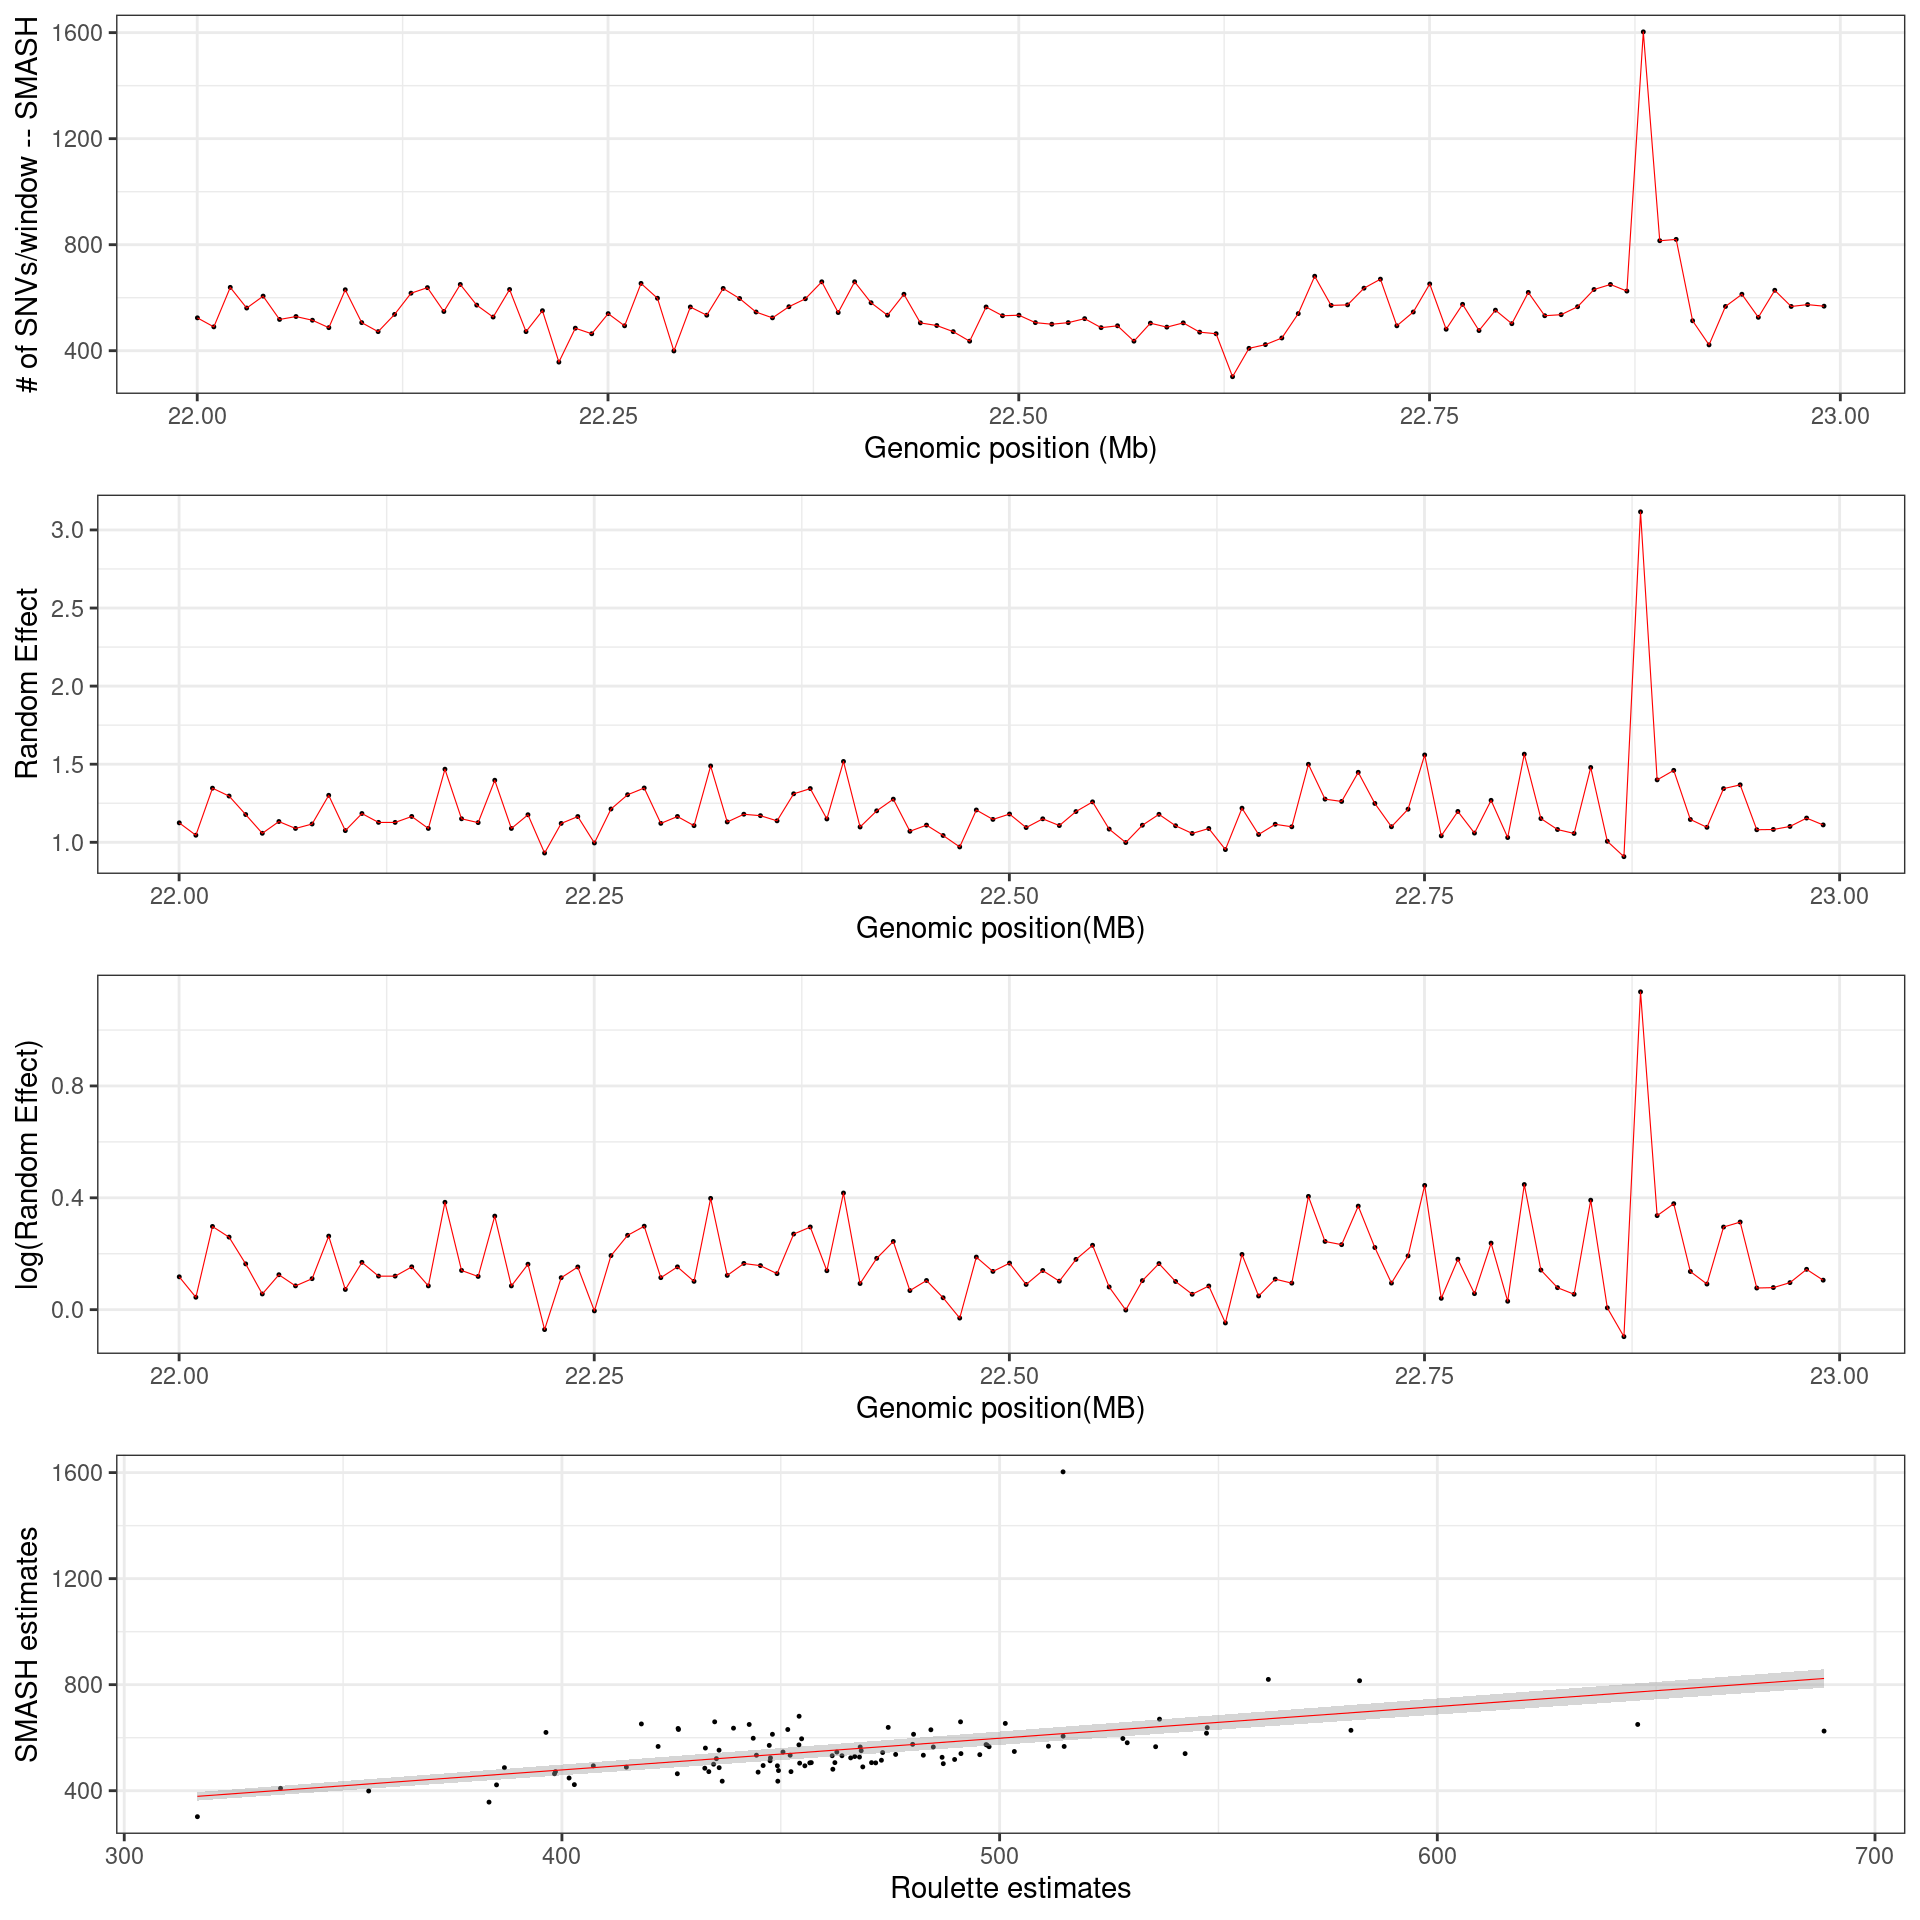 # of SNVs/window -- SMASH
1600
1200
800
400
22.00 22.25 22.50 22.75 23.00
Genomic position (Mb)
Random Effect
3.0
2.5
2.0
1.5
1.0
22.00 22.25 22.50 22.75 23.00
Genomic position(MB)
log(Random Effect)
0.8
0.4
0.0
22.00 22.25 22.50 22.75 23.00
Genomic position(MB)
SMASH estimates
1600
1200
800
400
300 400 500 600 700
Roulette estimates